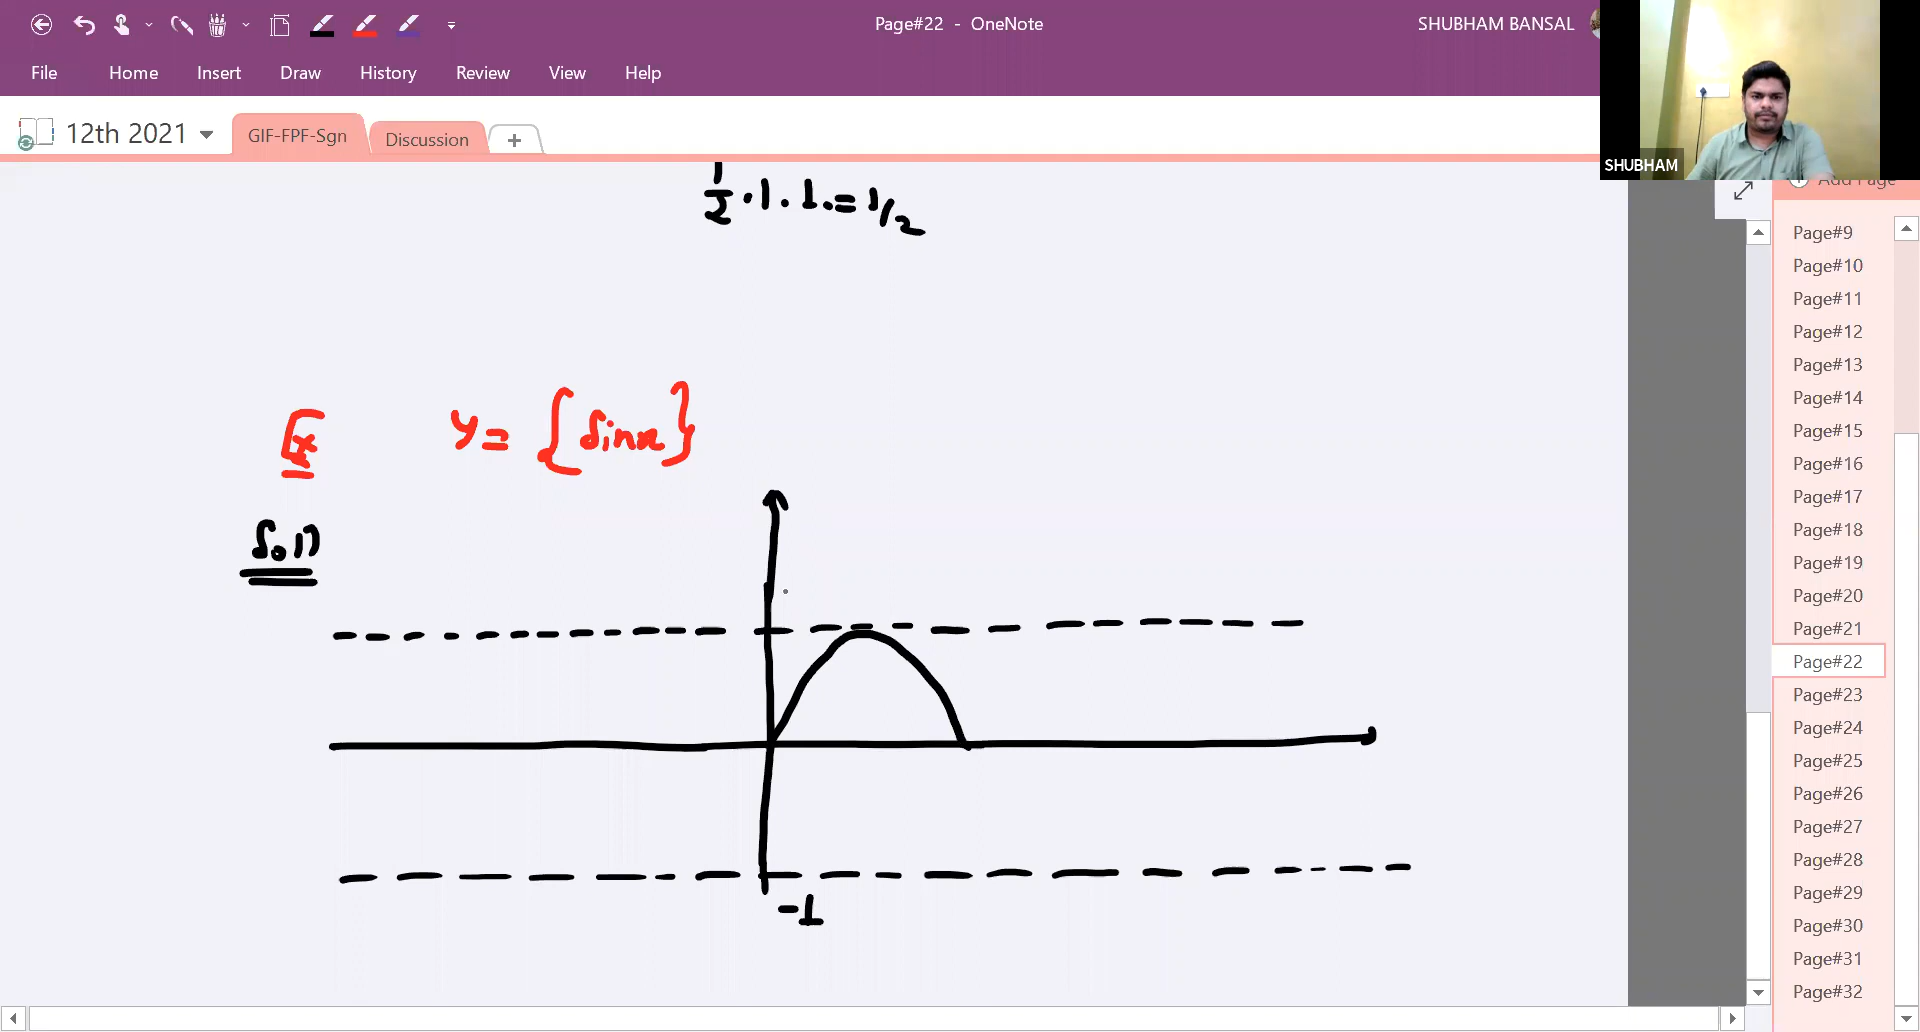 Page#22 - OneNote
SHUBHAM BANSAL
File Home Insert Draw History Review View Help
SHUBHAM
12th 2021
GIF-FPF-Sgn
Discussion
Add Page
1/2 . 1 . 1. = 1/2
Ex y = {sinx}
Soln
-1
Page#9
Page#10
Page#11
Page#12
Page#13
Page#14
Page#15
Page#16
Page#17
Page#18
Page#19
Page#20
Page#21
Page#22
Page#23
Page#24
Page#25
Page#26
Page#27
Page#28
Page#29
Page#30
Page#31
Page#32